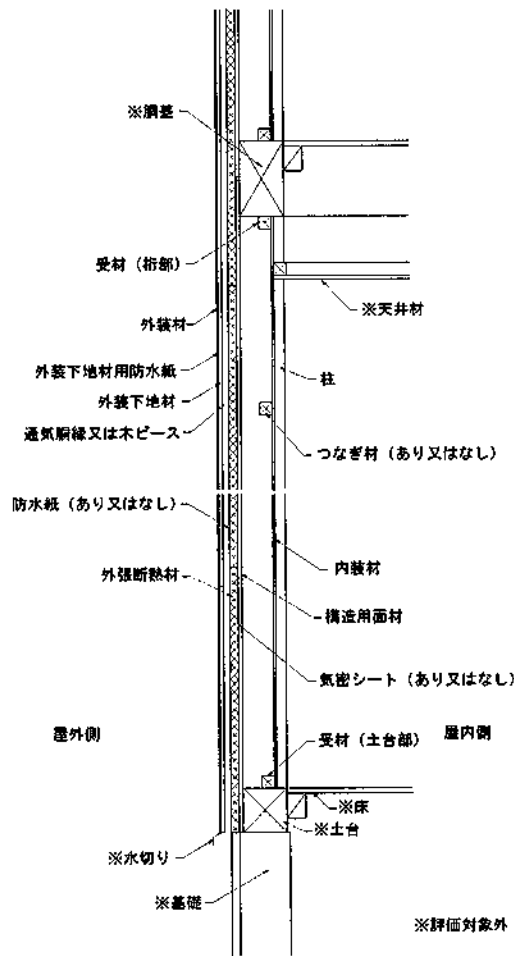 ※胴差
受材（桁部）
※天井材
外装材
外装下地材用防水紙
柱
外装下地材
通気胴縁又は木ピース
つなぎ材（あり又はなし）
防水紙（あり又はなし）
外張断熱材
内装材
構造用面材
気密シート（あり又はなし）
屋外側
受材（土台部）
屋内側
※床
※土台
※水切り
※基礎
※評価対象外